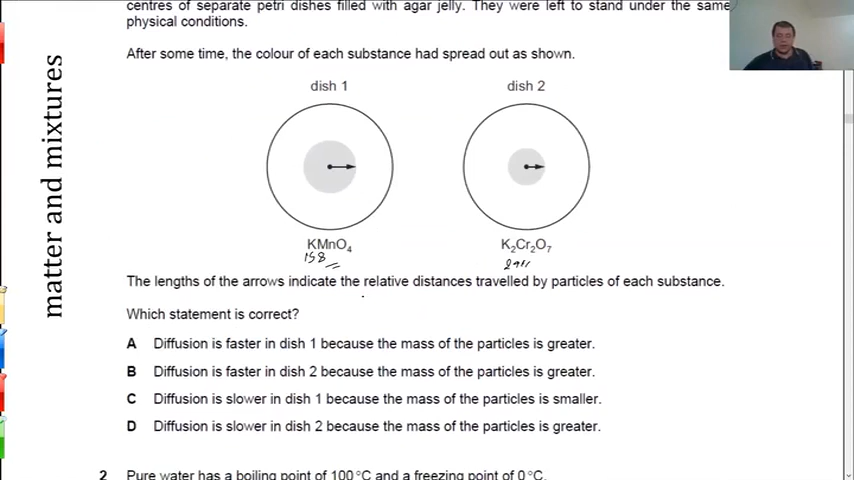 centres of separate petri dishes filled with agar jelly. They were left to stand under the same
physical conditions.
After some time, the colour of each substance had spread out as shown.
dish 1
dish 2
KMnO4
K2Cr2O7
158
The lengths of the arrows indicate the relative distances travelled by particles of each substance.
Which statement is correct?
A Diffusion is faster in dish 1 because the mass of the particles is greater.
B Diffusion is faster in dish 2 because the mass of the particles is greater.
C Diffusion is slower in dish 1 because the mass of the particles is smaller.
D Diffusion is slower in dish 2 because the mass of the particles is greater.
2 Pure water has a boiling point of 100 °C and a freezing point of 0 °C.
matter and mixtures